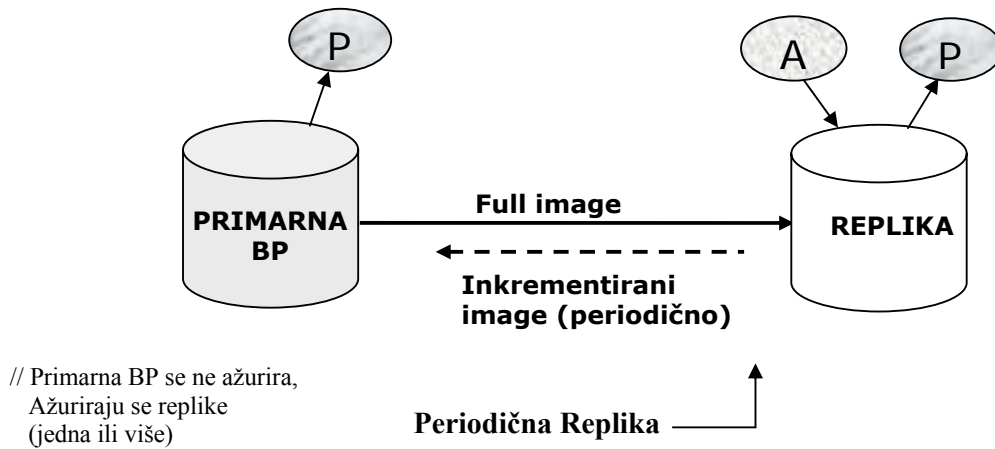 P
A
P
PRIMARNA
BP
Full image
REPLIKA
Inkrementirani
image (periodično)
// Primarna BP se ne ažurira,
Ažuriraju se replike
(jedna ili više)
Periodična Replika